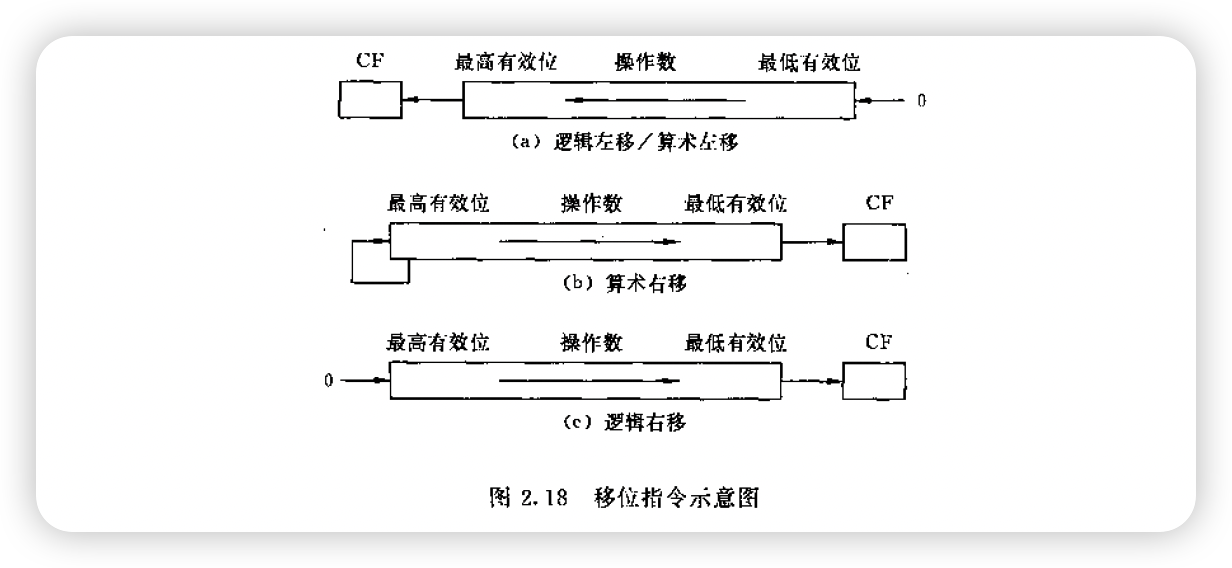 CF 最高有效位 操作数 最低有效位
0
(a) 逻辑左移/算术左移
最高有效位 操作数 最低有效位 CF
(b) 算术右移
最高有效位 操作数 最低有效位 CF
0
(c) 逻辑右移
图 2.18 移位指令示意图